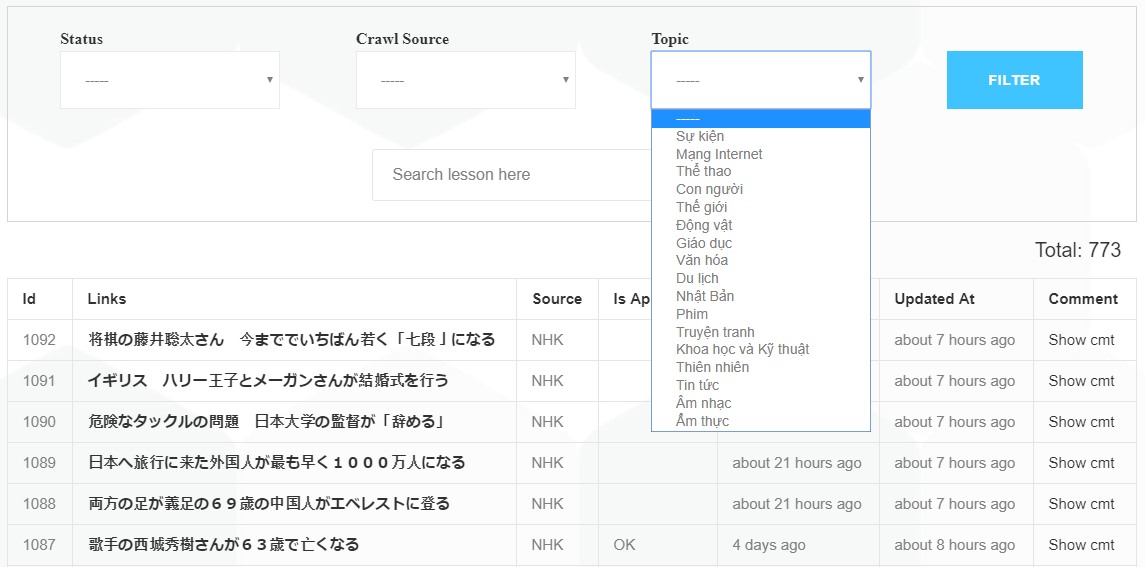 Status Crawl Source Topic
----- ----- ----- FILTER
-----
Sự kiện
Mạng Internet
Thể thao
Con người
Thế giới
Động vật
Giáo dục
Văn hóa
Du lịch
Nhật Bản
Phim
Truyện tranh
Khoa học và Kỹ thuật
Thiên nhiên
Tin tức
Âm nhạc
Ẩm thực
Search lesson here
Total: 773
Id Links Source Is Ap Updated At Comment
1092 将棋の藤井聡太さん　今まででいちばん若く「七段」になる NHK about 7 hours ago Show cmt
1091 イギリス　ハリー王子とメーガンさんが結婚式を行う NHK about 7 hours ago Show cmt
1090 危険なタックルの問題　日本大学の監督が「辞める」 NHK about 7 hours ago Show cmt
1089 日本へ旅行に来た外国人が最も早く１０００万人になる NHK about 21 hours ago about 7 hours ago Show cmt
1088 両方の足が義足の６９歳の中国人がエベレストに登る NHK about 21 hours ago about 7 hours ago Show cmt
1087 歌手の西城秀樹さんが６３歳で亡くなる NHK OK 4 days ago about 8 hours ago Show cmt